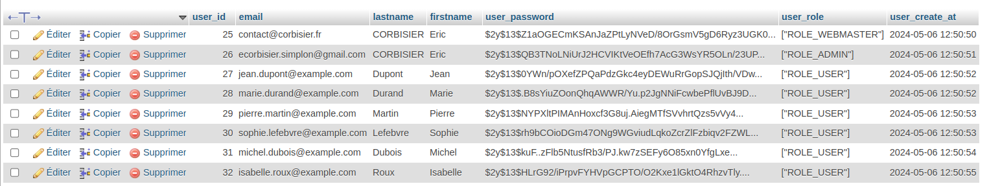 user_id email lastname firstname user_password user_role user_create_at
Éditer Copier Supprimer 25 contact@corbisier.fr CORBISIER Eric $2y$13$Z1aOGECmKSAnJaZPtLyNVeD/8OrGsmV5gD6Ryz3UGK0... ["ROLE_WEBMASTER"] 2024-05-06 12:50:50
Éditer Copier Supprimer 26 ecorbisier.simplon@gmail.com CORBISIER Eric $2y$13$QB3TNoLNiUrJ2HCVIKtVeOEfh7AcG3WsYR5OLn/23UP... ["ROLE_ADMIN"] 2024-05-06 12:50:51
Éditer Copier Supprimer 27 jean.dupont@example.com Dupont Jean $2y$13$0YWn/pOXefZPQaPdzGkc4eyDEWuRrGopSJQjIth/VDw... ["ROLE_USER"] 2024-05-06 12:50:52
Éditer Copier Supprimer 28 marie.durand@example.com Durand Marie $2y$13$.B8sYiuZOonQhqAWWR/Yu.p2JgNNiFcwbePflUvBJ9D... ["ROLE_USER"] 2024-05-06 12:50:52
Éditer Copier Supprimer 29 pierre.martin@example.com Martin Pierre $2y$13$NYPXltPIMAnHoxcf3G8uj.AiegMTfSVvhrtQzs5vVy4... ["ROLE_USER"] 2024-05-06 12:50:53
Éditer Copier Supprimer 30 sophie.lefebvre@example.com Lefebvre Sophie $2y$13$rh9bCOioDGm47ONg9WGviudLqkoZcrZlFzbiqv2FZWL... ["ROLE_USER"] 2024-05-06 12:50:53
Éditer Copier Supprimer 31 michel.dubois@example.com Dubois Michel $2y$13$kuF..zFlb5NtusfRb3/PJ.kw7zSEFy6O85xn0YfgLxe... ["ROLE_USER"] 2024-05-06 12:50:54
Éditer Copier Supprimer 32 isabelle.roux@example.com Roux Isabelle $2y$13$HLrG92/iPrpvFYHVpGCPTO/O2Kxe1lGktO4RhzvTly.... ["ROLE_USER"] 2024-05-06 12:50:55